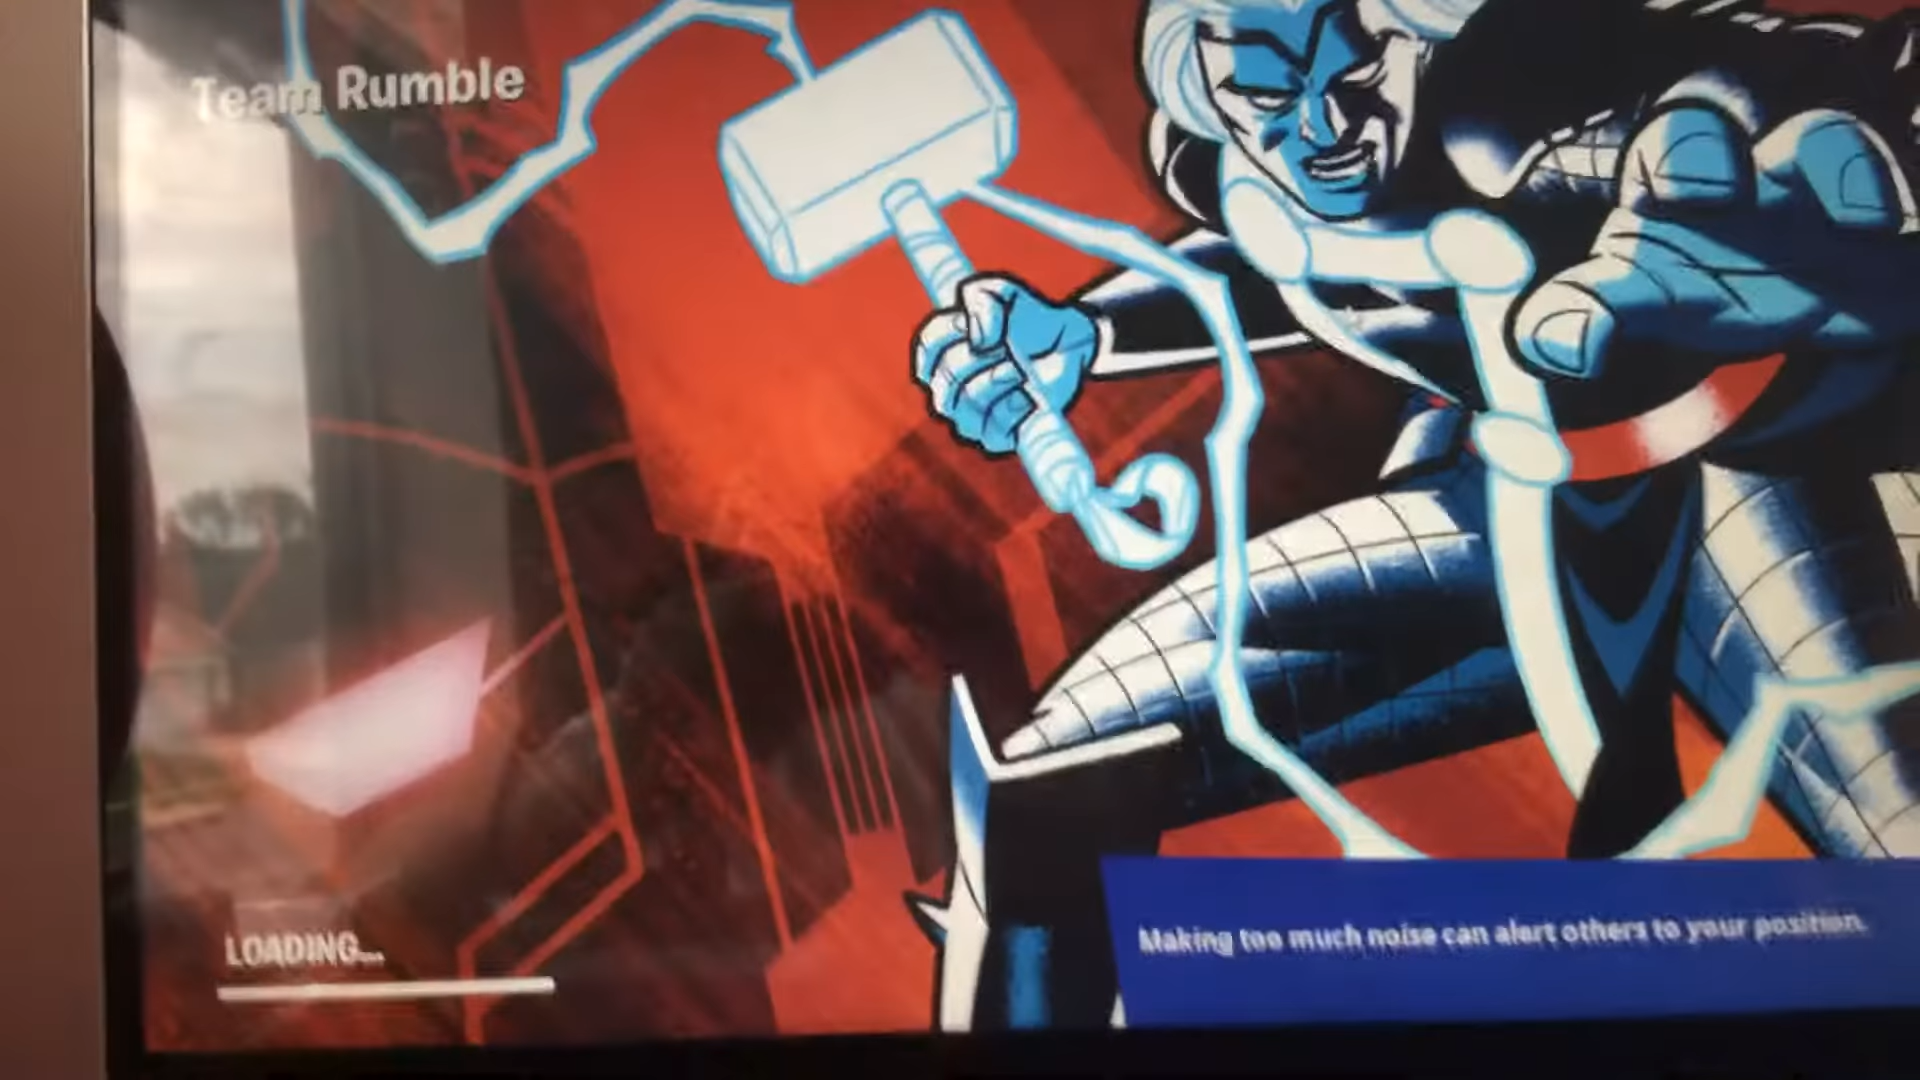 Team Rumble
LOADING...
Making too much noise can alert others to your position.